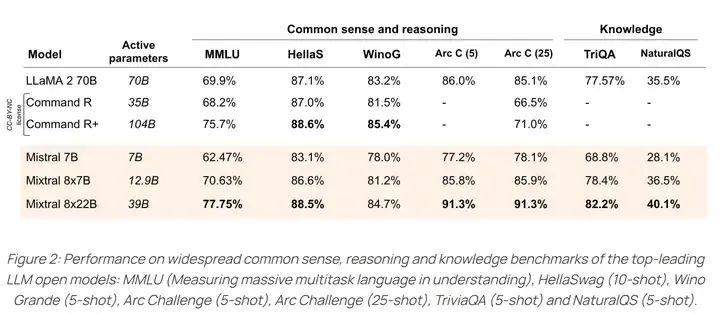 Common sense and reasoning Knowledge
Model Active parameters MMLU HellaS WinoG Arc C (5) Arc C (25) TriQA NaturalQS
LLaMA 2 70B 70B 69.9% 87.1% 83.2% 86.0% 85.1% 77.57% 35.5%
CC-BY-NC license
Command R 35B 68.2% 87.0% 81.5% - 66.5% - -
Command R+ 104B 75.7% 88.6% 85.4% - 71.0% - -
Mistral 7B 7B 62.47% 83.1% 78.0% 77.2% 78.1% 68.8% 28.1%
Mixtral 8x7B 12.9B 70.63% 86.6% 81.2% 85.8% 85.9% 78.4% 36.5%
Mixtral 8x22B 39B 77.75% 88.5% 84.7% 91.3% 91.3% 82.2% 40.1%
Figure 2: Performance on widespread common sense, reasoning and knowledge benchmarks of the top-leading
LLM open models: MMLU (Measuring massive multitask language in understanding), HellaSwag (10-shot), Wino
Grande (5-shot), Arc Challenge (5-shot), Arc Challenge (25-shot), TriviaQA (5-shot) and NaturalQS (5-shot).